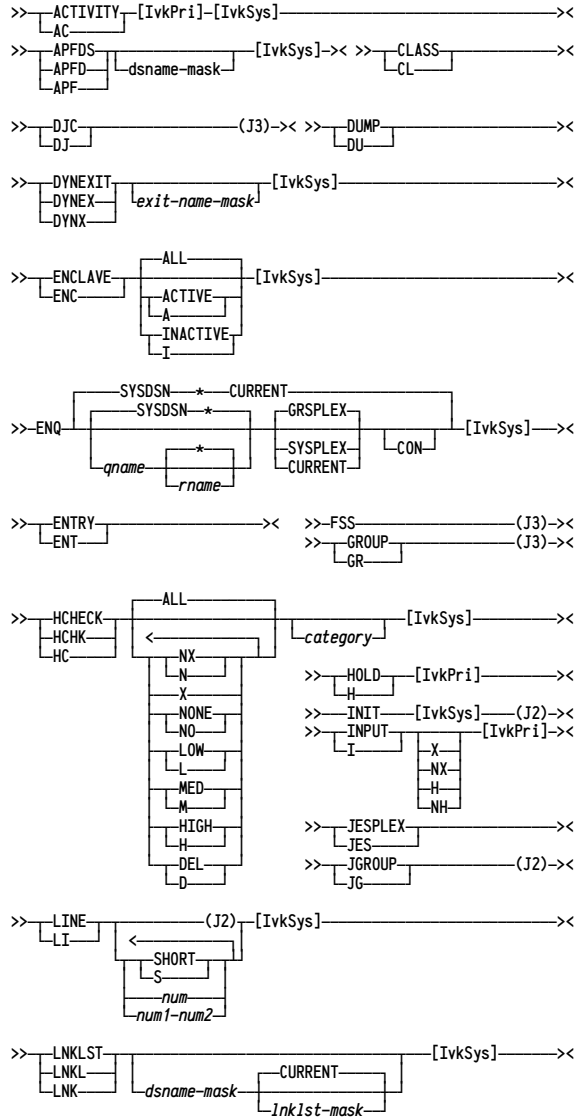 >>─┬─ACTIVITY─┬─[IvkPri]─[IvkSys]─────────────────────────────────────><
└─AC───────┘
>>─┬─APFDS─┬─┬────────────┬─[IvkSys]─>< >>─┬─CLASS─┬──────────────><
├─APFD──┤ └─dsname-mask─┘ └─CL────┘
└─APF───┘
>>─┬─DJC─┬────────────────(J3)─>< >>─┬─DUMP─┬─────────────────><
└─DJ──┘ └─DU───┘
>>─┬─DYNEXIT─┬─┬────────────────┬─[IvkSys]────────────────────────><
├─DYNEX───┤ └─exit-name-mask─┘
└─DYNX────┘
┌──ALL───────┐
>>─┬─ENCLAVE─┬─┼────────────┼─[IvkSys]───────────────────────────><
└─ENC─────┘ ├─┬─ACTIVE─┬─┤
│ └─A──────┘ │
└─┬─INACTIVE─┬┘
└─I────────┘
┌─────SYSDSN───*───CURRENT──────────────────────┐
│ ┌─────SYSDSN──*──┐ ┌─GRSPLEX─┐ │
>>─ENQ─┴─┼────────────────┼──┼─────────┼──┬─────┬─┴─[IvkSys]───><
│ ┌───*───┐ │ ├─SYSPLEX─┤ └─CON─┘
└─qname─┴─rname─┴┘ └─CURRENT─┘
>>─┬─ENTRY─┬──────────────────>< >>─FSS─────────────────(J3)─><
└─ENT───┘ >>─┬─GROUP─┬───────────(J3)─><
└─GR────┘
┌───ALL──────────┐
>>─┬─HCHECK─┬─┼────────────────┼─┬──────────┬─[IvkSys]───────────><
├─HCHK───┤ │ <────────────┐ │ └─category─┘
└─HC─────┘ └─┬─┬─NX───┬─┬─┴─┘ >>─┬─HOLD─┬─[IvkPri]───────────><
│ └─N────┘ │ └─H────┘
├───X──────┤ >>───INIT───[IvkSys]───(J2)─><
├─┬─NONE─┬─┤ >>─┬─INPUT─┬─┬──────┬─[IvkPri]─><
│ └─NO───┘ │ └─I─────┘ ├─X────┤
├─┬─LOW──┬─┤ ├─NX───┤
│ └─L────┘ │ ├─H────┤
├─┬─MED──┬─┤ └─NH───┘
│ └─M────┘ │
├─┬─HIGH─┬─┤ >>─┬─JESPLEX─┬──────────────><
│ └─H────┘ │ └─JES─────┘
└─┬─DEL──┬─┘ >>─┬─JGROUP─┬──────────(J2)─><
└─D────┘ └─JG─────┘
>>─┬─LINE─┬─┬──────────(J2)─┬─[IvkSys]──────────────────────────><
└─LI───┘ │ <───────────┐ │
└─┬─┬─SHORT─┬─┬─┴┘
│ └─S─────┘ │
├────num────┤
└─num1-num2─┘
>>─┬─LNKLST─┬─┬───────────────────────────────┬──[IvkSys]──────><
├─LNKL───┤ │ ┌─CURRENT─────┐ │
└─LNK────┘ └─dsname-mask─┴─lnklst-mask─┴───┘